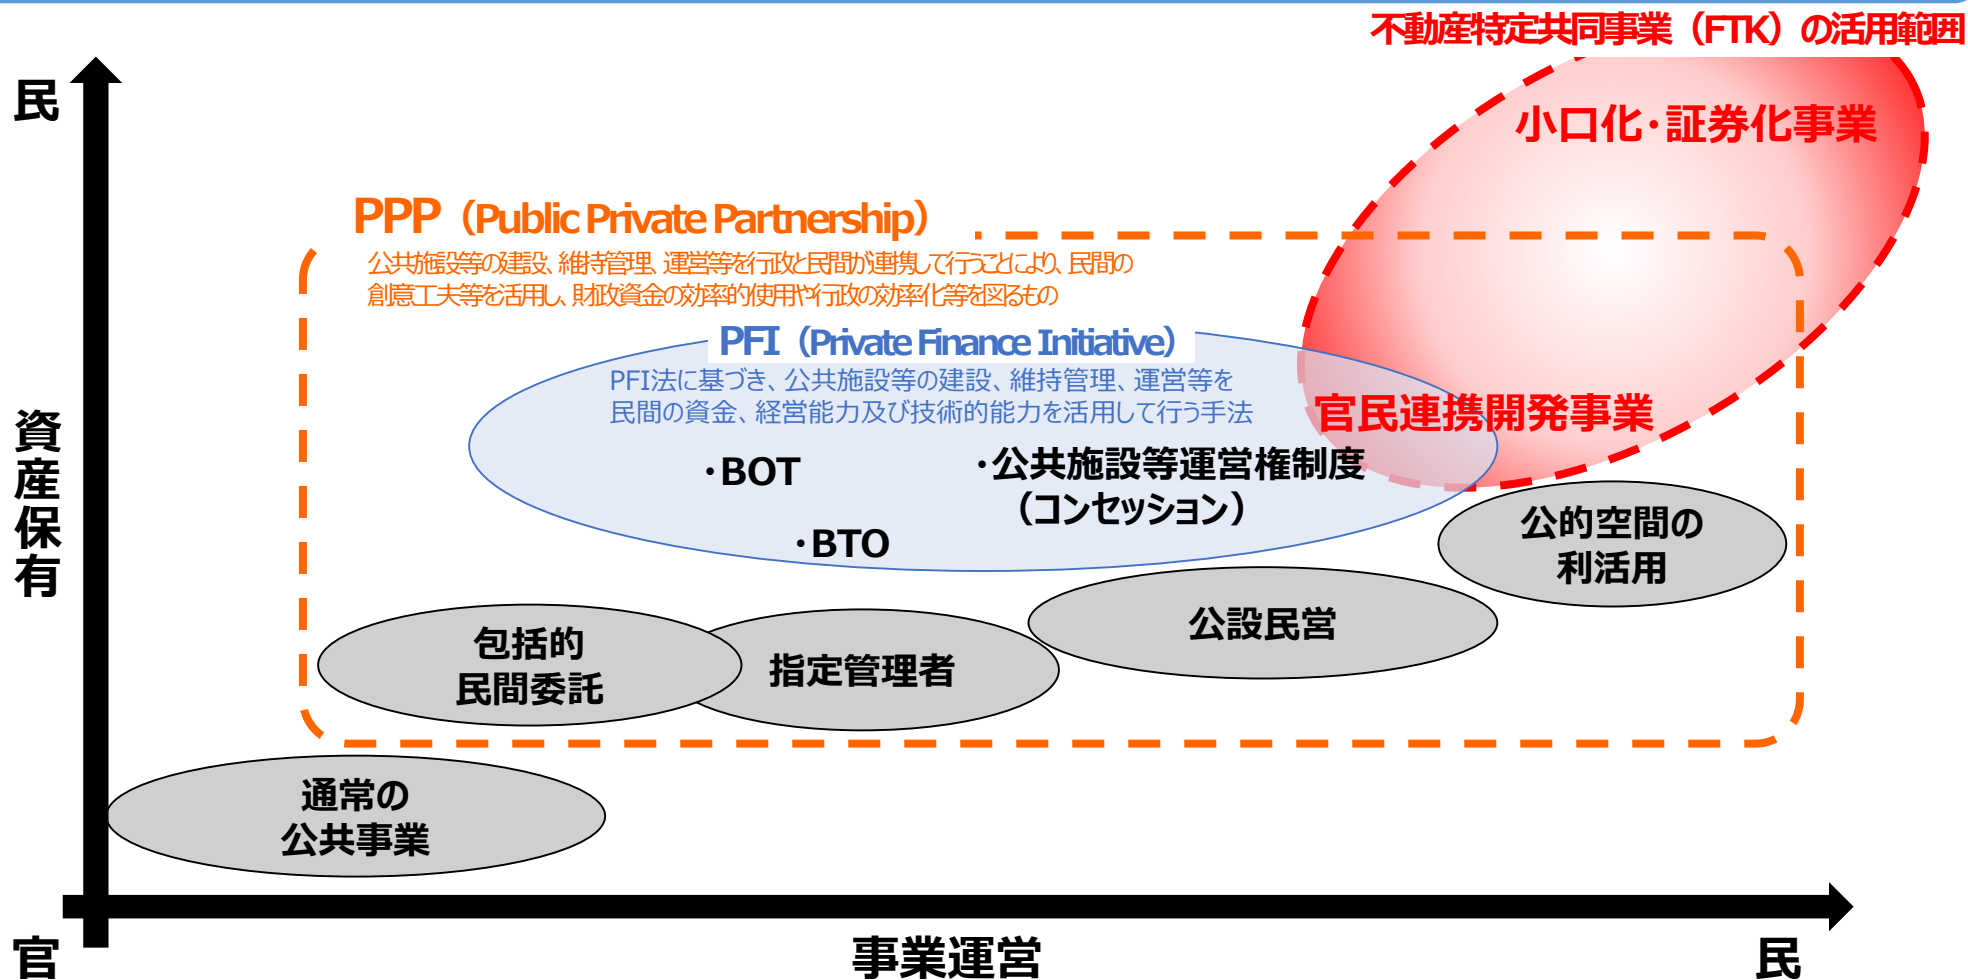 不動産特定共同事業（FTK）の活用範囲
民
小口化・証券化事業
PPP（Public Private Partnership）
公共施設等の建設、維持管理、運営等を行政と民間が連携して行うことにより、民間の
創意工夫等を活用し、財政資金の効率的使用や行政の効率化等を図るもの
PFI（Private Finance Initiative）
PFI法に基づき、公共施設等の建設、維持管理、運営等を
民間の資金、経営能力及び技術的能力を活用して行う手法
官民連携開発事業
・BOT
・公共施設等運営権制度
（コンセッション）
・BTO
資産保有
公的空間の
利活用
公設民営
包括的
民間委託
指定管理者
通常の
公共事業
官
事業運営
民